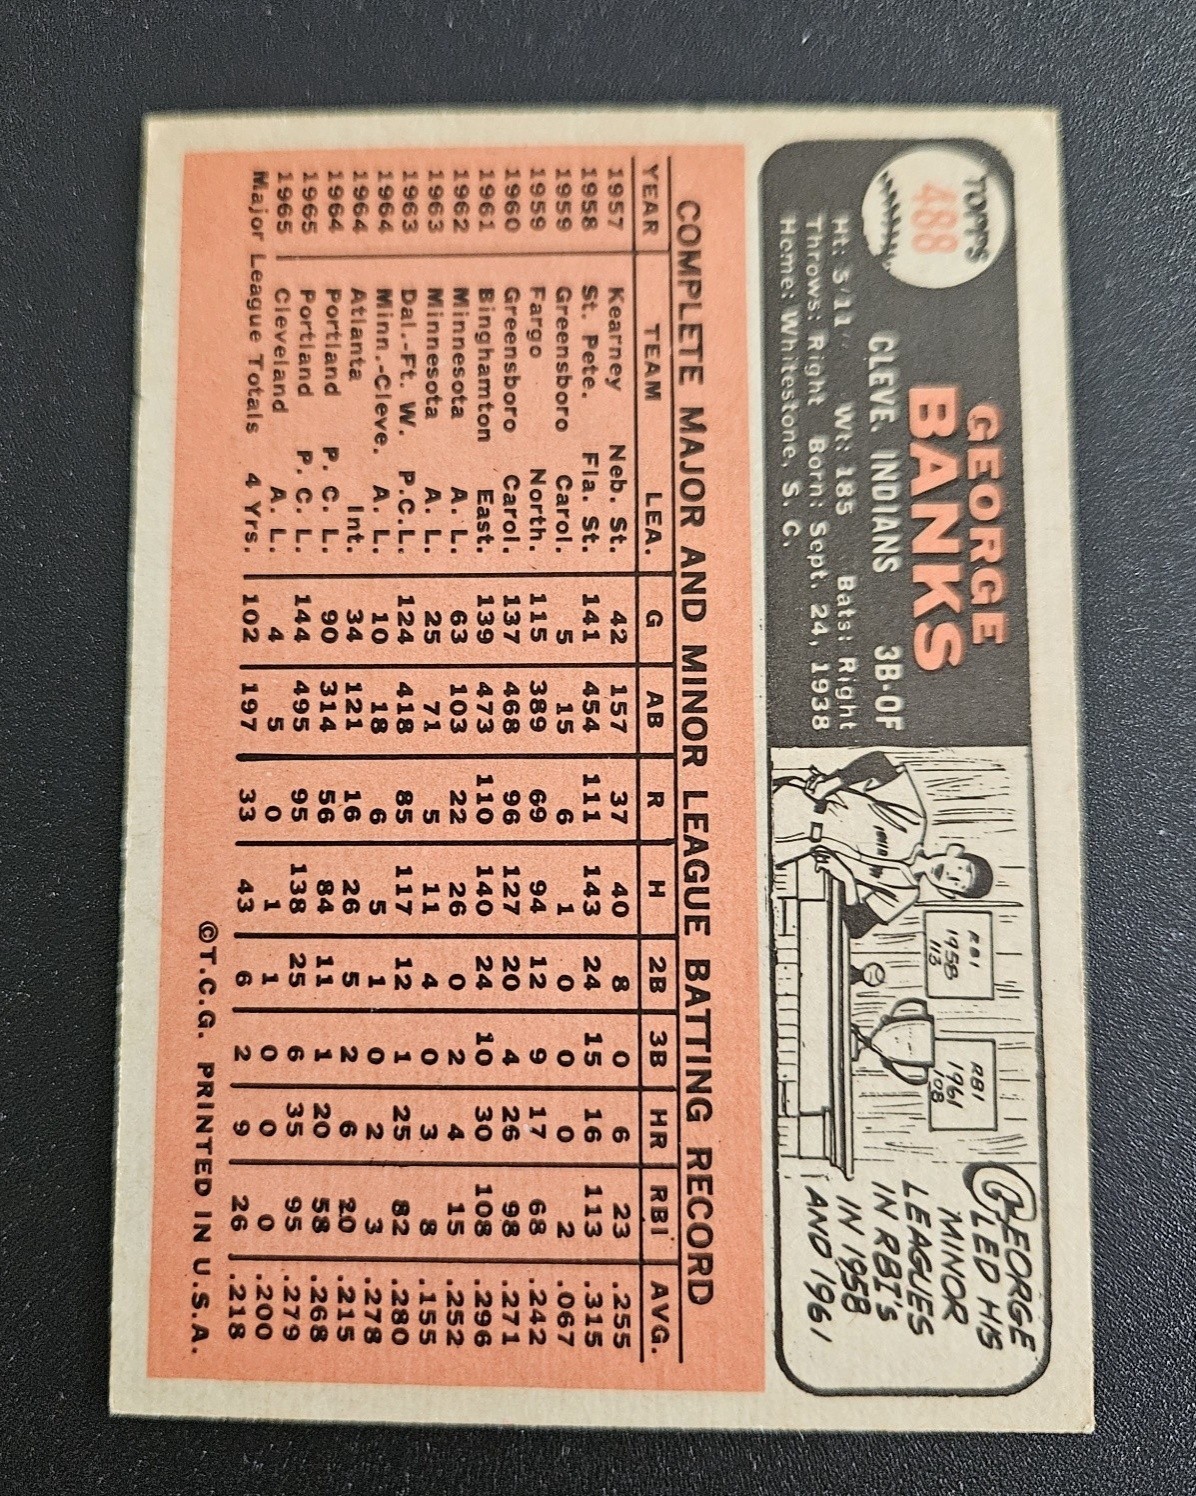 TOPPS
488
GEORGE
BANKS
CLEVE. INDIANS 3B-OF
Ht: 5'11" Wt: 185 Bats: Right
Throws: Right Born: Sept. 24, 1938
Home: Whitestone, S. C.
RBI
1958
113
RBI
1961
108
GEORGE
LED HIS
MINOR
LEAGUES
IN RBI'S
IN 1958
AND 1961
COMPLETE MAJOR AND MINOR LEAGUE BATTING RECORD
YEAR TEAM LEA. G AB R H 2B 3B HR RBI AVG.
1957 Kearney Neb. St. 42 157 37 40 8 0 6 23 .255
1958 St. Pete. Fla. St. 141 454 111 143 24 15 16 113 .315
1959 Greensboro Carol. 5 15 6 1 0 0 0 2 .067
1959 Fargo North. 115 389 69 94 12 9 17 68 .242
1960 Greensboro Carol. 137 468 96 127 20 4 26 98 .271
1961 Binghamton East. 139 473 110 140 24 10 30 108 .296
1962 Minnesota A. L. 63 103 22 26 0 2 4 15 .252
1963 Minnesota A. L. 25 71 5 11 4 0 3 8 .155
1963 Dal.-Ft. W. P.C.L. 124 418 85 117 12 1 25 82 .280
1964 Minn.-Cleve. A. L. 10 18 6 5 1 0 2 3 .278
1964 Atlanta Int. 34 121 16 26 5 2 6 20 .215
1964 Portland P. C. L. 90 314 56 84 11 1 20 58 .268
1965 Portland P. C. L. 144 495 95 138 25 6 35 95 .279
1965 Cleveland A. L. 4 5 0 1 1 0 0 0 .200
Major League Totals 4 Yrs. 102 197 33 43 6 2 9 26 .218
©T.C.G. PRINTED IN U.S.A.